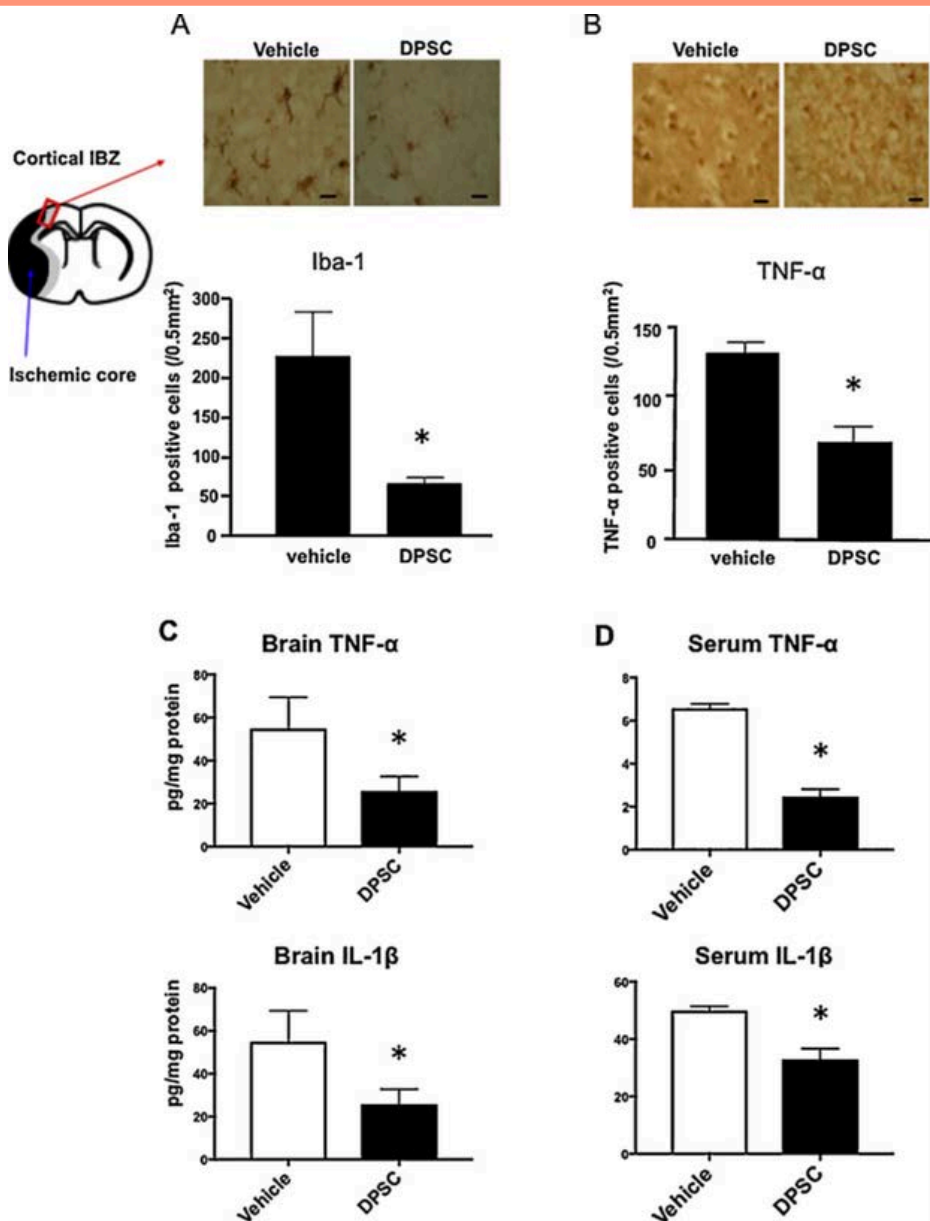 A
Vehicle
DPSC
B
Vehicle
DPSC
Cortical IBZ
Ischemic core
Iba-1
Iba-1 positive cells (/0.5mm²)
300
250
200
150
100
50
0
vehicle
DPSC
TNF-α
TNF-α positive cells (/0.5mm²)
150
100
50
0
vehicle
DPSC
C
Brain TNF-α
pg/mg protein
80
60
40
20
0
Vehicle
DPSC
*
D
Serum TNF-α
8
6
4
2
0
Vehicle
DPSC
*
Brain IL-1β
pg/mg protein
80
60
40
20
0
Vehicle
DPSC
*
Serum IL-1β
60
40
20
0
Vehicle
DPSC
*